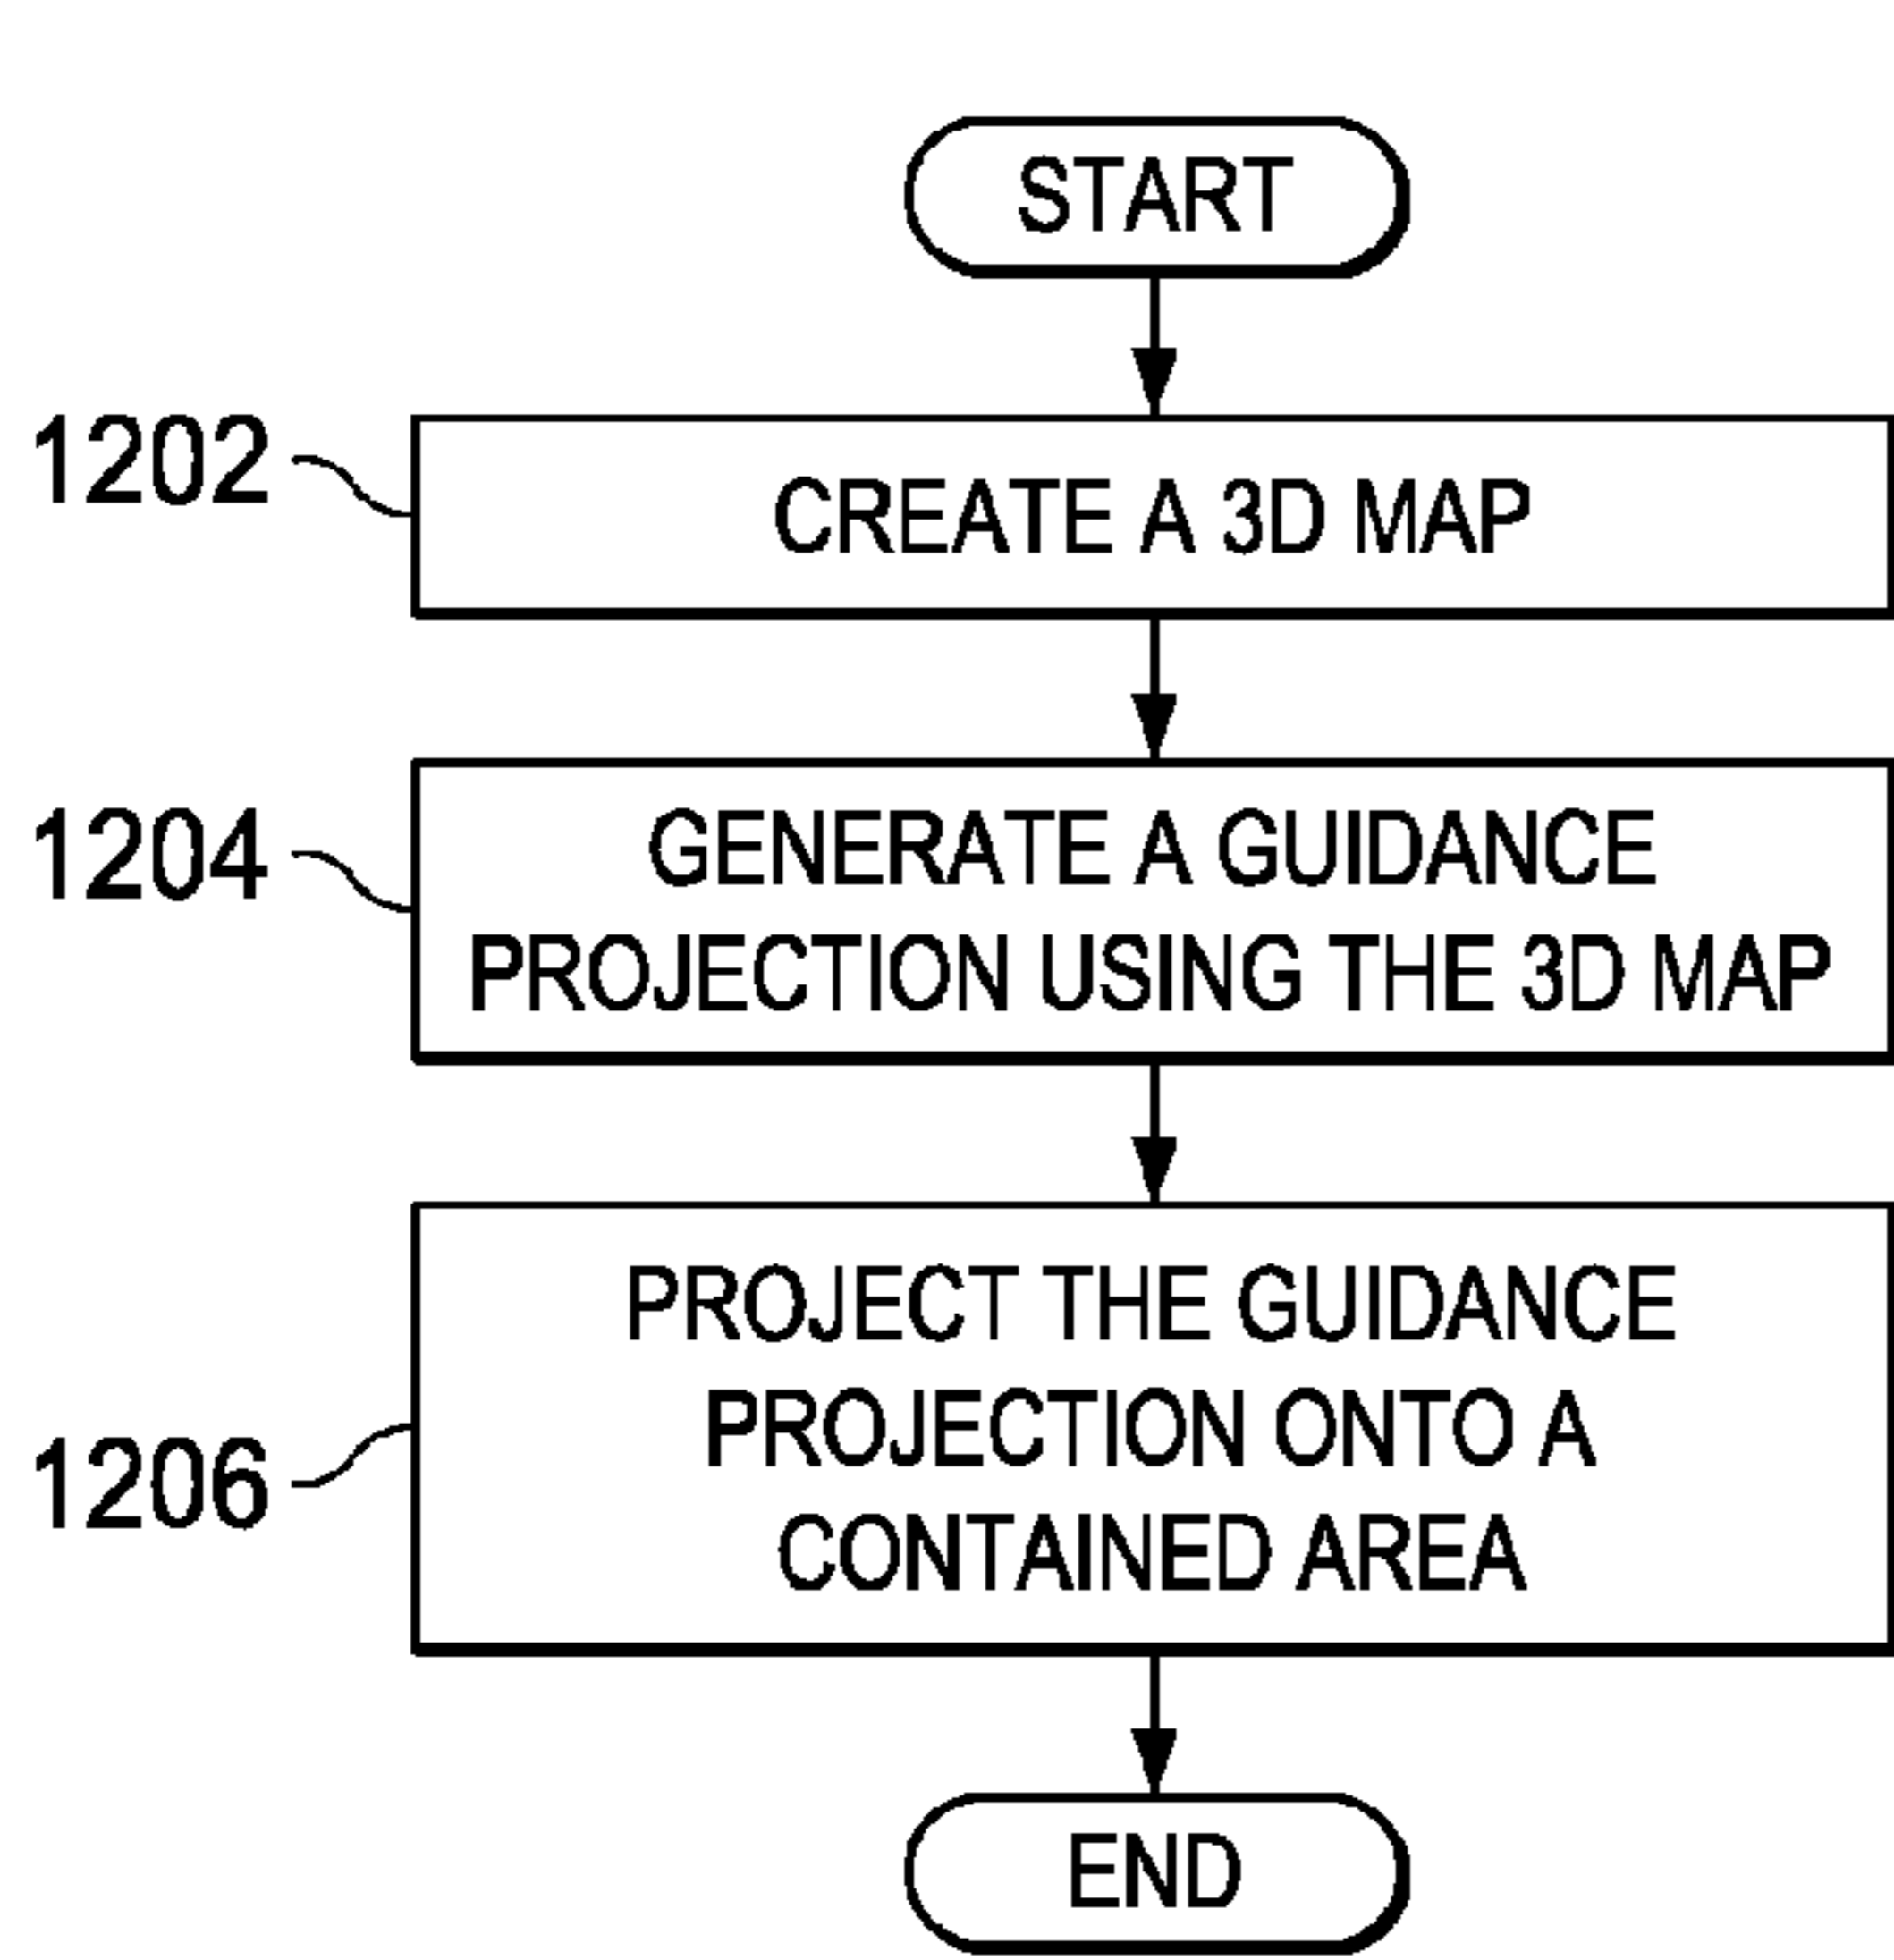 START
1202
CREATE A 3D MAP
1204
GENERATE A GUIDANCE
PROJECTION USING THE 3D MAP
1206
PROJECT THE GUIDANCE
PROJECTION ONTO A
CONTAINED AREA
END